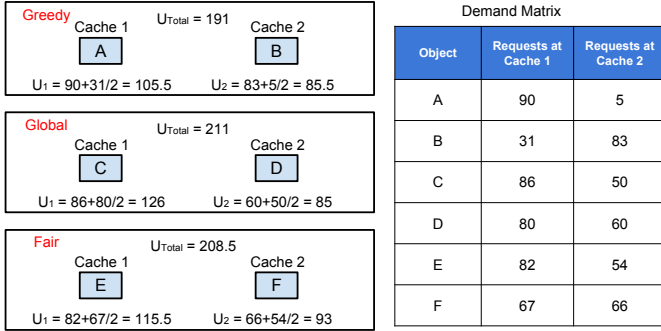 Greedy
UTotal = 191
Cache 1
Cache 2
A
B
U1 = 90+31/2 = 105.5
U2 = 83+5/2 = 85.5
Global
UTotal = 211
Cache 1
Cache 2
C
D
U1 = 86+80/2 = 126
U2 = 60+50/2 = 85
Fair
UTotal = 208.5
Cache 1
Cache 2
E
F
U1 = 82+67/2 = 115.5
U2 = 66+54/2 = 93
Demand Matrix
Object Requests at Cache 1 Requests at Cache 2
A 90 5
B 31 83
C 86 50
D 80 60
E 82 54
F 67 66